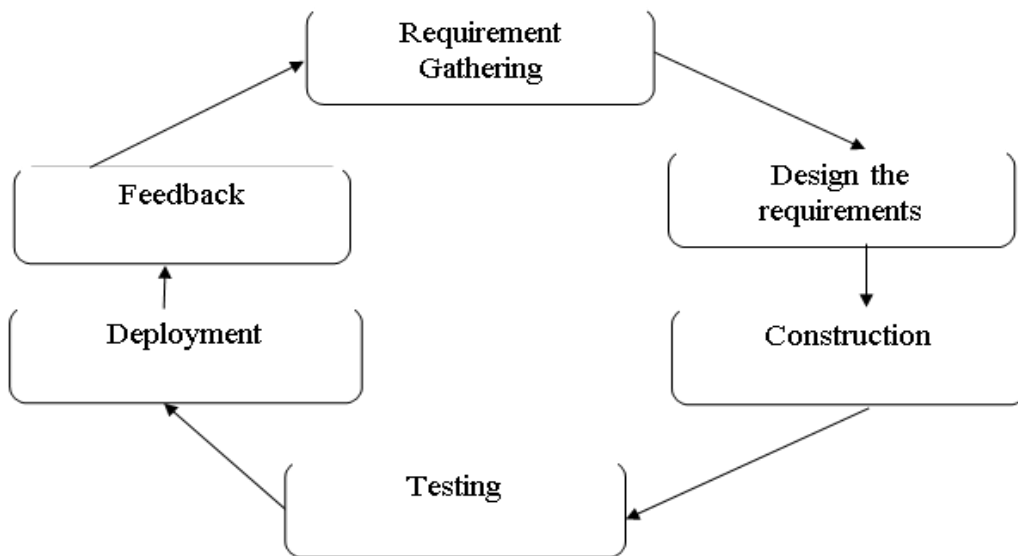 Requirement
Gathering
Design the
requirements
Construction
Testing
Deployment
Feedback